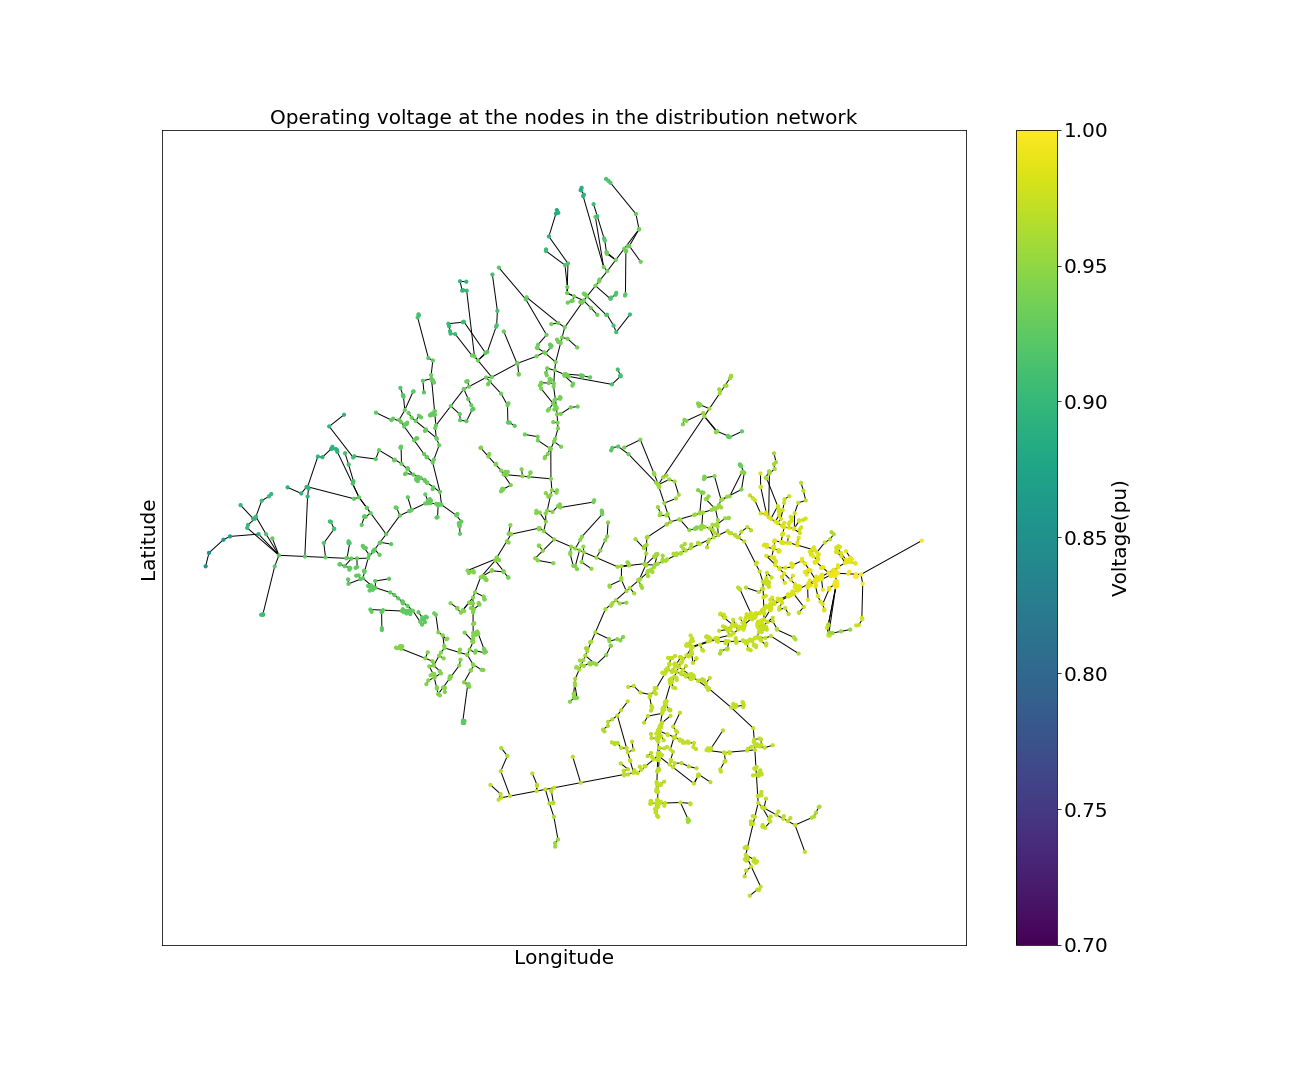 Operating voltage at the nodes in the distribution network
Latitude
Longitude
1.00
0.95
0.90
0.85
0.80
0.75
0.70
Voltage(pu)